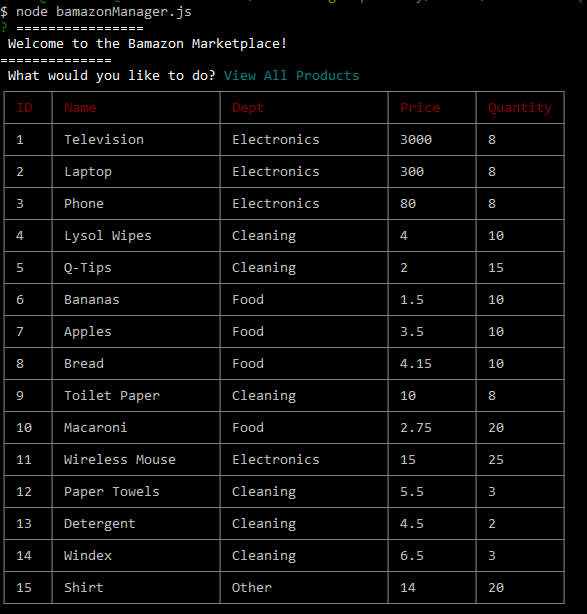 $ node bamazonManager.js
? ================
Welcome to the Bamazon Marketplace!
==============
What would you like to do? View All Products
ID Name Dept Price Quantity
1 Television Electronics 3000 8
2 Laptop Electronics 300 8
3 Phone Electronics 80 8
4 Lysol Wipes Cleaning 4 10
5 Q-Tips Cleaning 2 15
6 Bananas Food 1.5 10
7 Apples Food 3.5 10
8 Bread Food 4.15 10
9 Toilet Paper Cleaning 10 8
10 Macaroni Food 2.75 20
11 Wireless Mouse Electronics 15 25
12 Paper Towels Cleaning 5.5 3
13 Detergent Cleaning 4.5 2
14 Windex Cleaning 6.5 3
15 Shirt Other 14 20